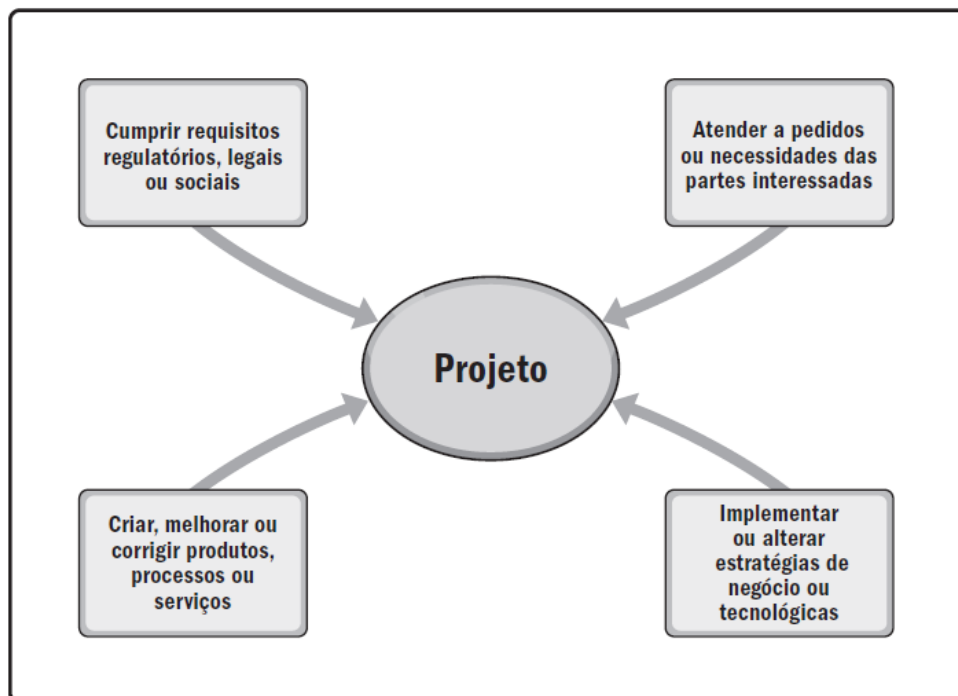 Cumprir requisitos
regulatórios, legais
ou sociais
Atender a pedidos
ou necessidades das
partes interessadas
Projeto
Criar, melhorar ou
corrigir produtos,
processos ou
serviços
Implementar
ou alterar
estratégias de
negócio ou
tecnológicas